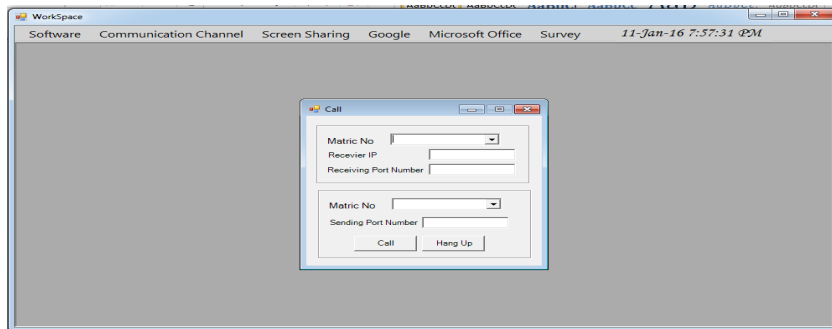 WorkSpace
Software Communication Channel Screen Sharing Google Microsoft Office Survey 11-Jan-16 7:57:31 PM
Call
Matric No
Recevier IP
Receiving Port Number
Matric No
Sending Port Number
Call Hang Up